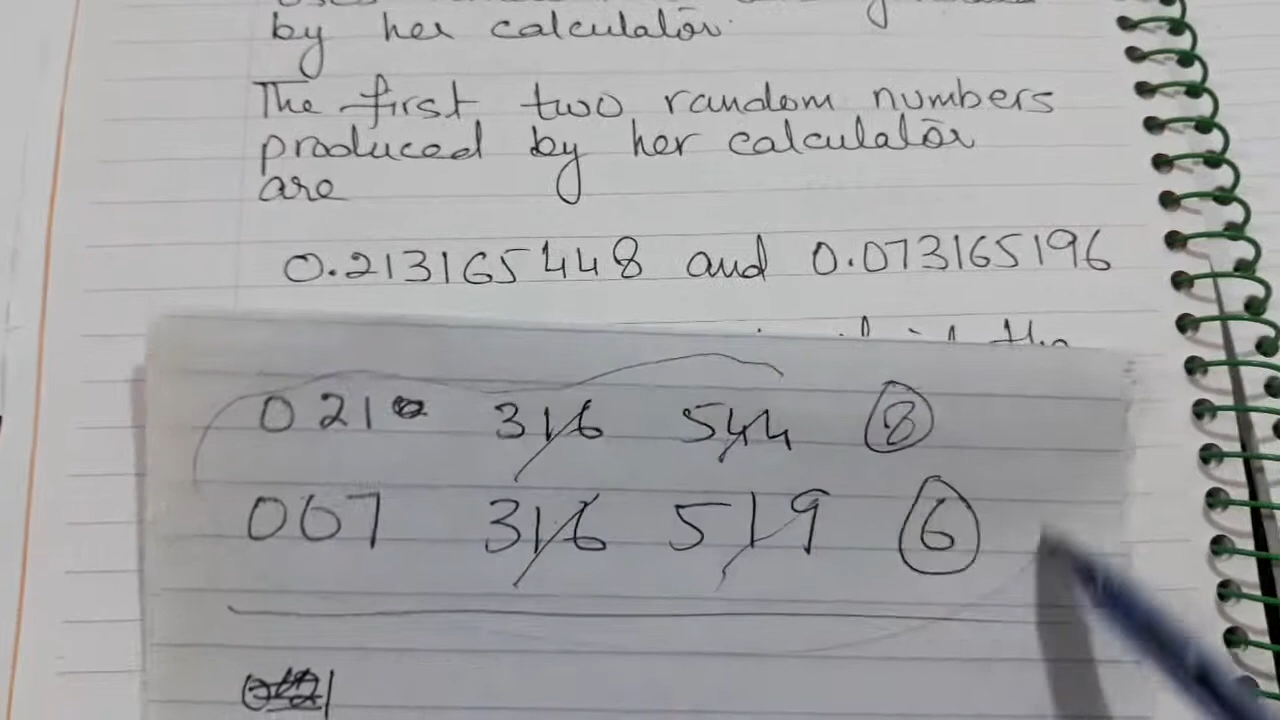 by her calculator.
The first two random numbers
produced by her calculator
are
0.213165448 and 0.073165196
021 316 544 8
067 316 519 6